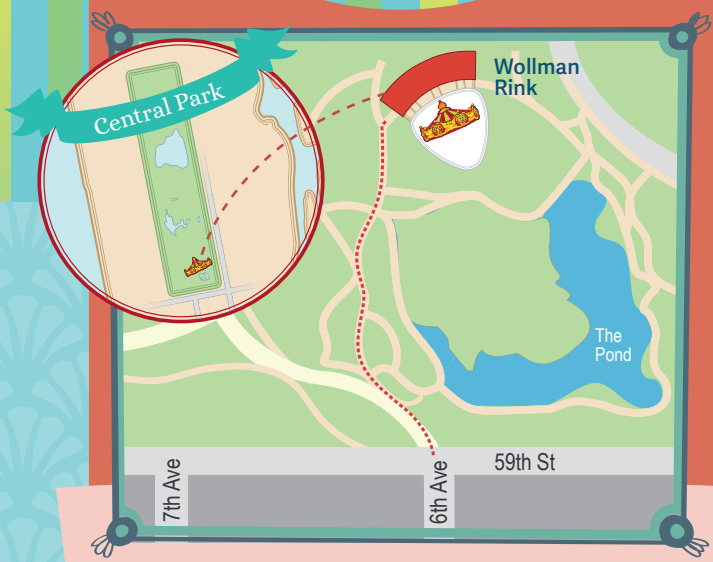 Central Park
Wollman
Rink
The
Pond
59th St
7th Ave
6th Ave